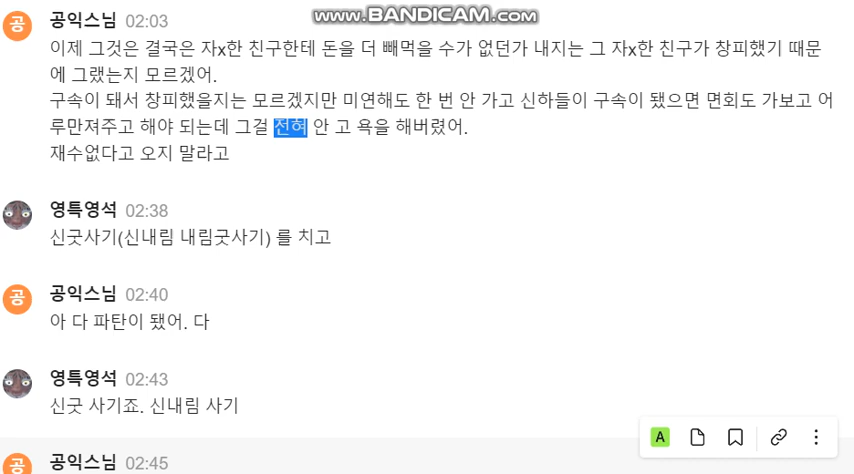 www.BANDICAM.com
공
공익스님 02:03
이제 그것은 결국은 자x한 친구한테 돈을 더 빼먹을 수가 없던가 내지는 그 자x한 친구가 창피했기 때문
에 그랬는지 모르겠어.
구속이 돼서 창피했을지는 모르겠지만 미연해도 한 번 안 가고 신하들이 구속이 됐으면 면회도 가보고 어
루만져주고 해야 되는데 그걸 전혀 안 고 욕을 해버렸어.
재수없다고 오지 말라고
영특영석 02:38
신굿사기(신내림 내림굿사기) 를 치고
공
공익스님 02:40
아 다 파탄이 됐어. 다
영특영석 02:43
신굿 사기죠. 신내림 사기
A
공
공익스님 02:45